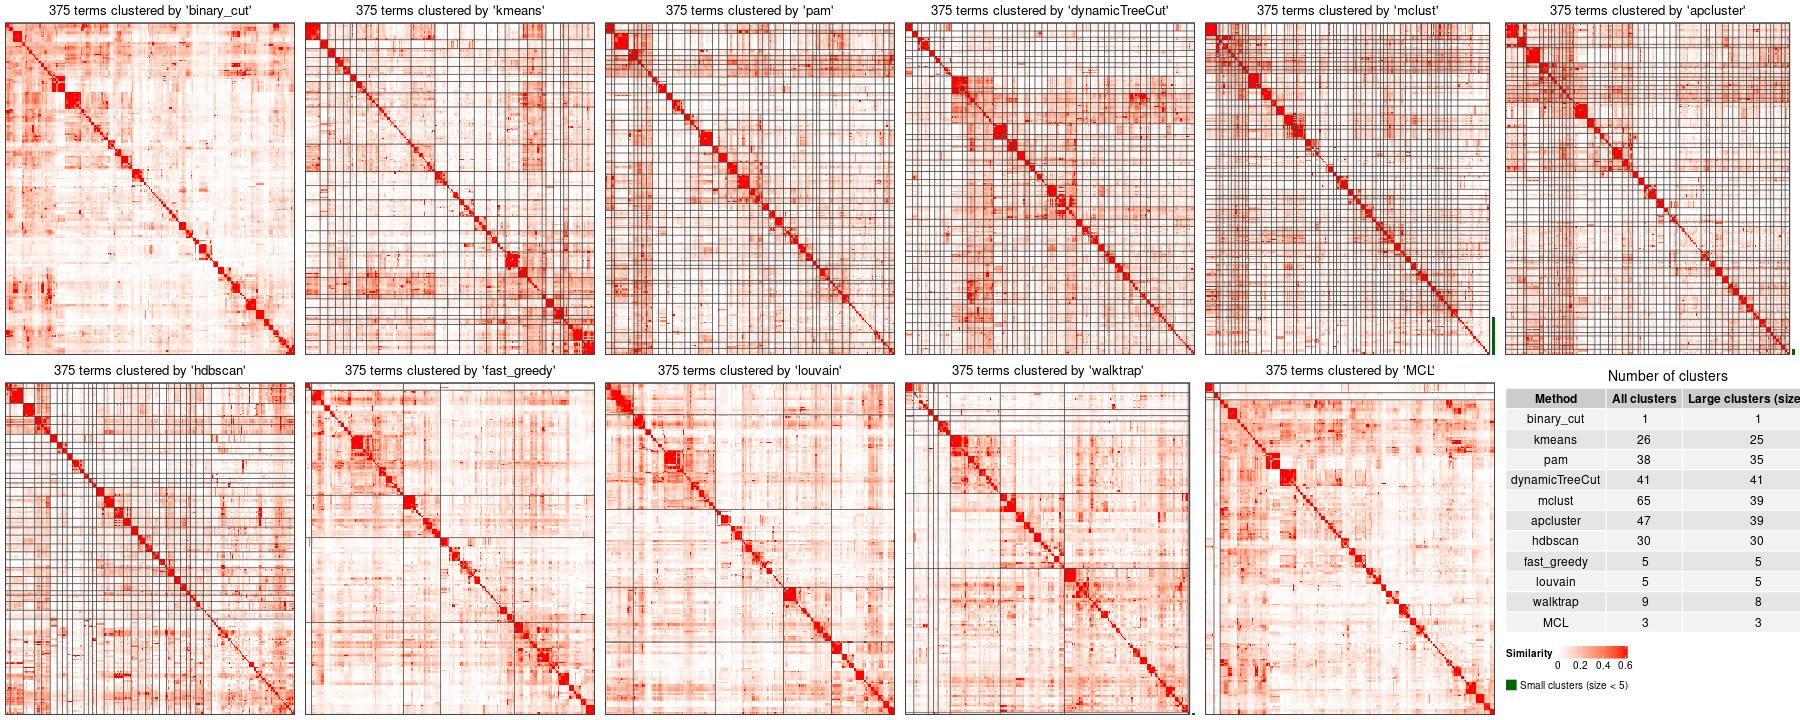 375 terms clustered by 'binary_cut'
375 terms clustered by 'kmeans'
375 terms clustered by 'pam'
375 terms clustered by 'dynamicTreeCut'
375 terms clustered by 'mclust'
375 terms clustered by 'apcluster'
375 terms clustered by 'hdbscan'
375 terms clustered by 'fast_greedy'
375 terms clustered by 'louvain'
375 terms clustered by 'walktrap'
375 terms clustered by 'MCL'
Number of clusters
Method All clusters Large clusters (size
binary_cut 1 1
kmeans 26 25
pam 38 35
dynamicTreeCut 41 41
mclust 65 39
apcluster 47 39
hdbscan 30 30
fast_greedy 5 5
louvain 5 5
walktrap 9 8
MCL 3 3
Similarity
0 0.2 0.4 0.6
Small clusters (size < 5)